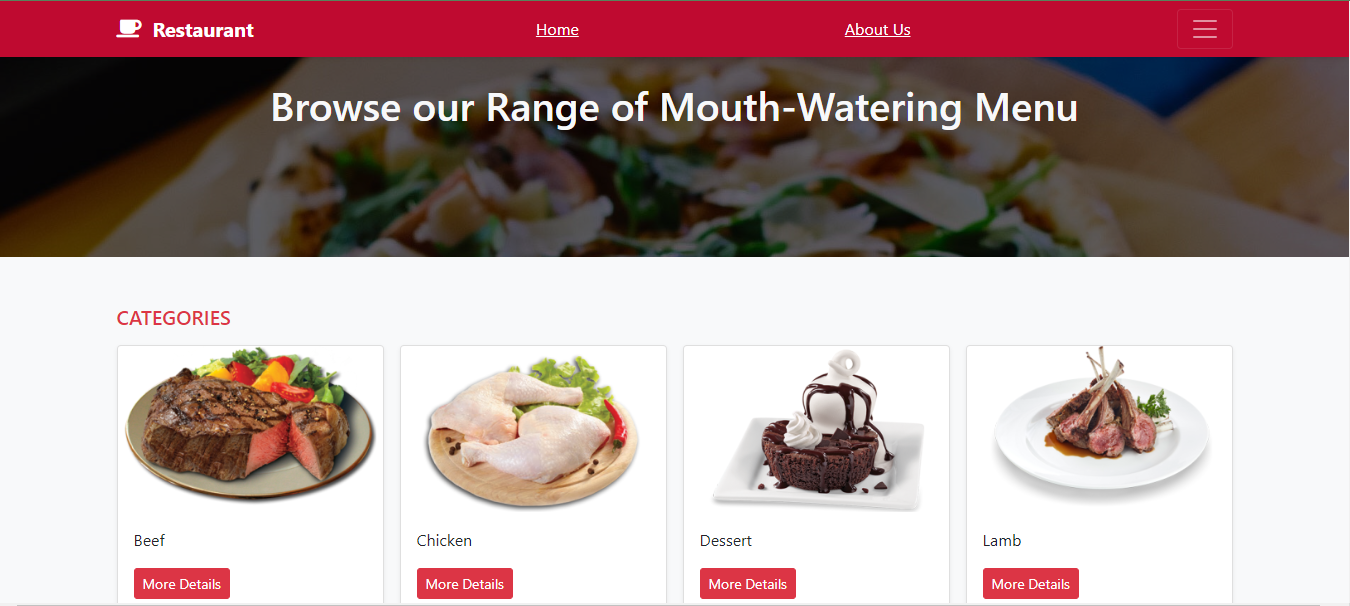 Restaurant Home About Us
Browse our Range of Mouth-Watering Menu
CATEGORIES
Beef Chicken Dessert Lamb
More Details More Details More Details More Details